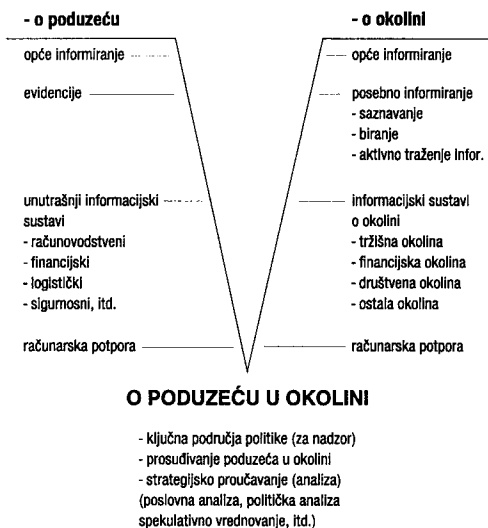 - o poduzeću
opće informiranje
evidencije
unutrašnji informacijski
sustavi
- računovodstveni
- financijski
- logistički
- sigurnosni, itd.
računarska potpora
- o okolini
opće informiranje
posebno informiranje
- saznavanje
- biranje
- aktivno traženje infor.
informacijski sustavi
o okolini
- tržišna okolina
- financijska okolina
- društvena okolina
- ostala okolina
računarska potpora
O PODUZEĆU U OKOLINI
- ključna područja politike (za nadzor)
- prosuđivanje poduzeća u okolini
- strategijsko proučavanje (analiza)
(poslovna analiza, politička analiza
spekulativno vrednovanje, itd.)